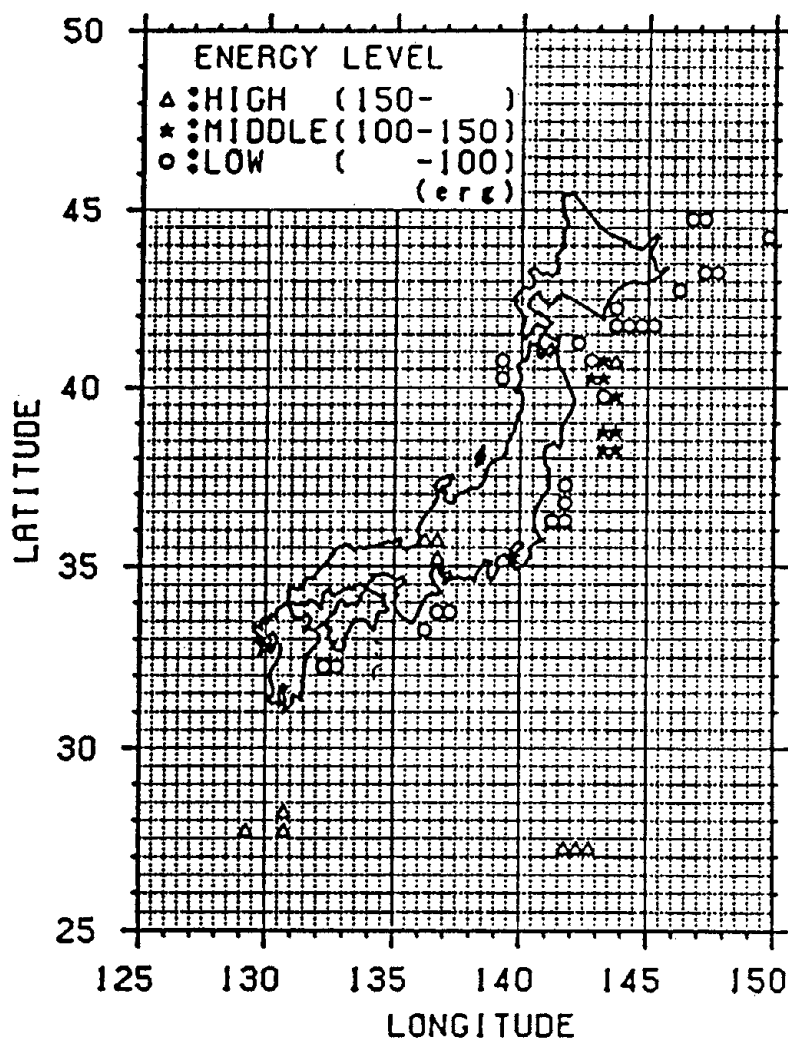 50
ENERGY LEVEL
△:HIGH (150- )
★:MIDDLE(100-150)
○:LOW ( -100)
(erg)
45
40
35
30
25
LATITUDE
125 130 135 140 145 150
LONGITUDE